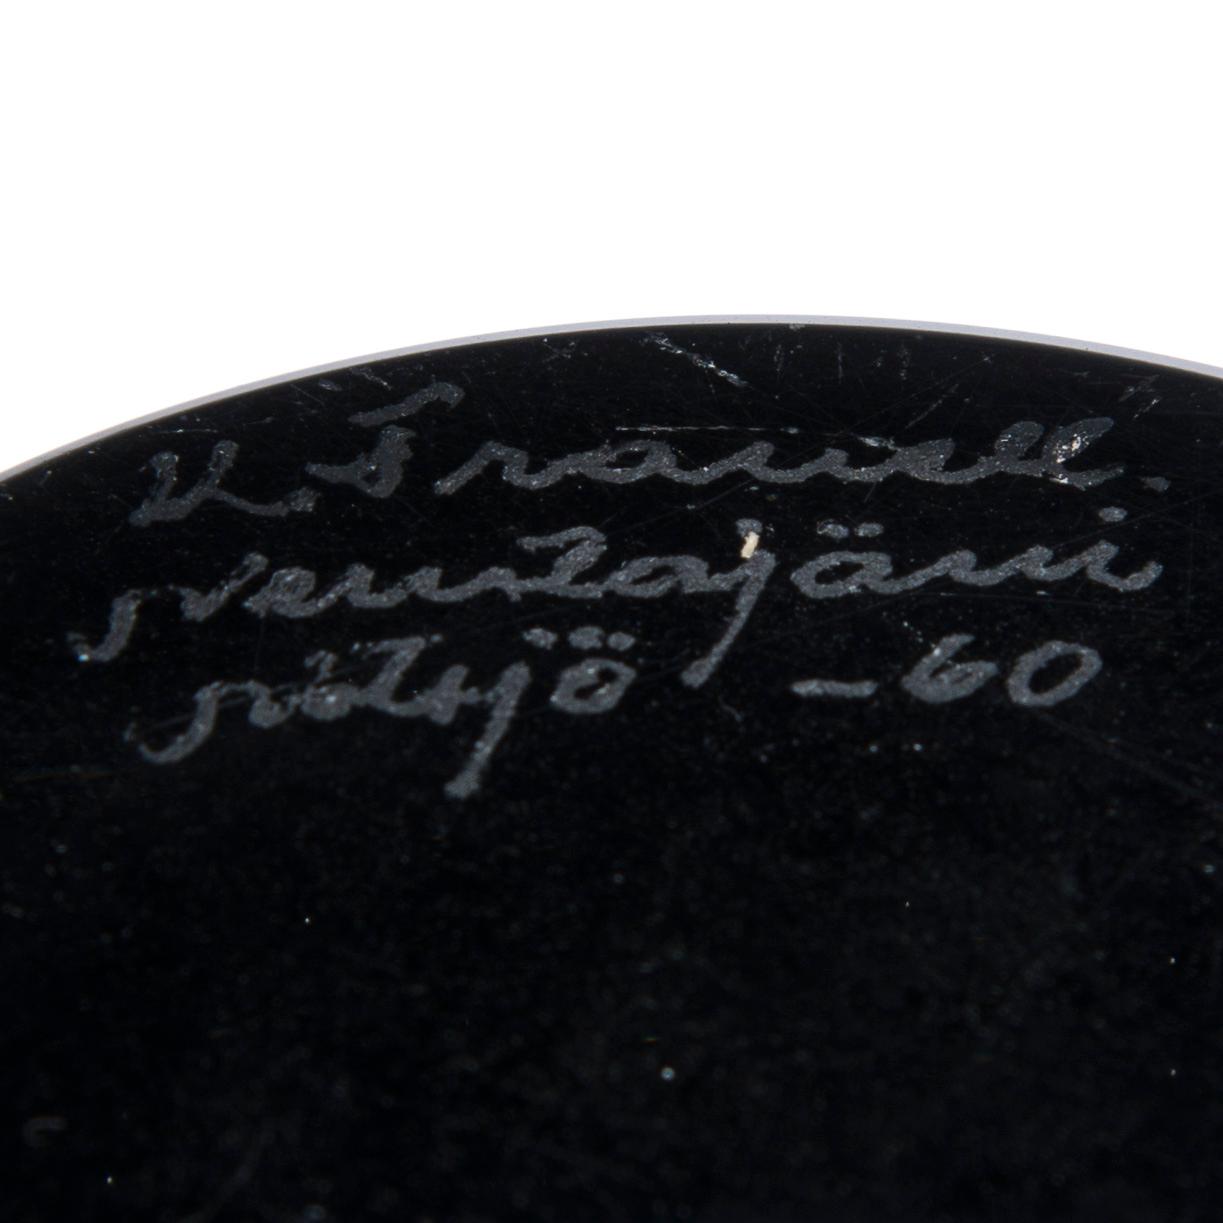 K. Franck.
Nuutajärvi
Notsjö -60